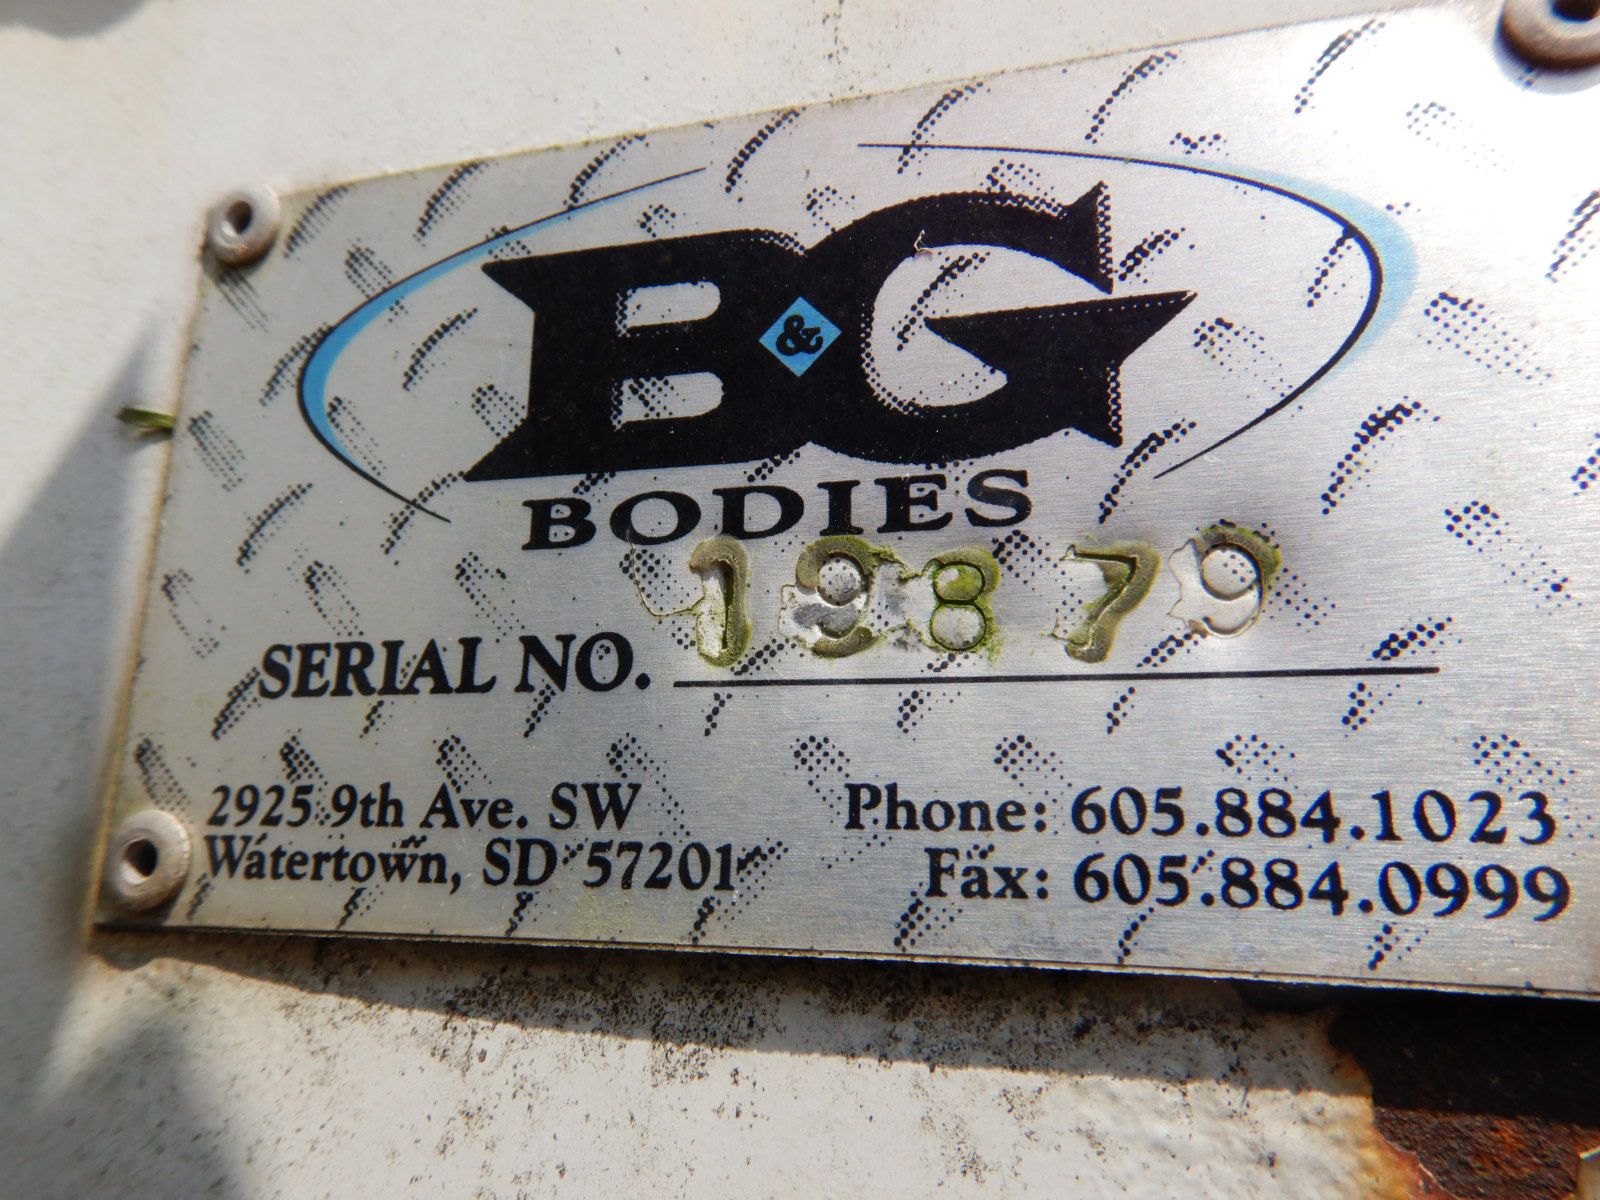 B&G
BODIES
19879
SERIAL NO.
2925 9th Ave. SW
Watertown, SD 57201
Phone: 605.884.1023
Fax: 605.884.0999